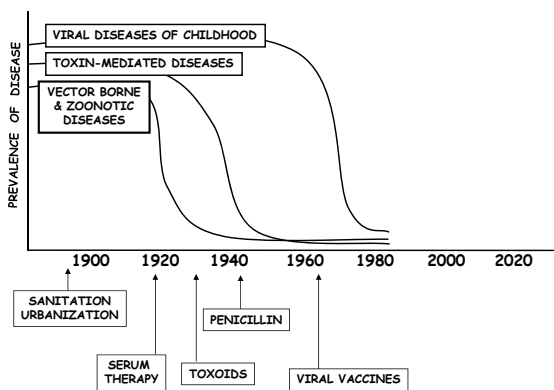 VIRAL DISEASES OF CHILDHOOD
TOXIN-MEDIATED DISEASES
VECTOR BORNE
& ZOONOTIC
DISEASES
PREVALENCE OF DISEASE
1900 1920 1940 1960 1980 2000 2020
SANITATION
URBANIZATION
PENICILLIN
SERUM
THERAPY
TOXOIDS
VIRAL VACCINES